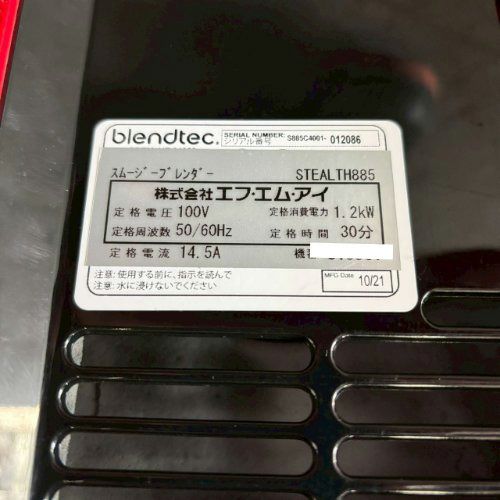 blendtec. SERIAL NUMBER: S885C4001- 012086
シリアル番号
スムージーブレンダー STEALTH885
株式会社エフ・エム・アイ
定格電圧 100V 定格消費電力 1.2kW
定格周波数 50/60Hz 定格時間 30分
定格電流 14.5A 機
注意: 使用する前に、指示を読んで
注意: 水に浸けないでください
MFG Date 10/21